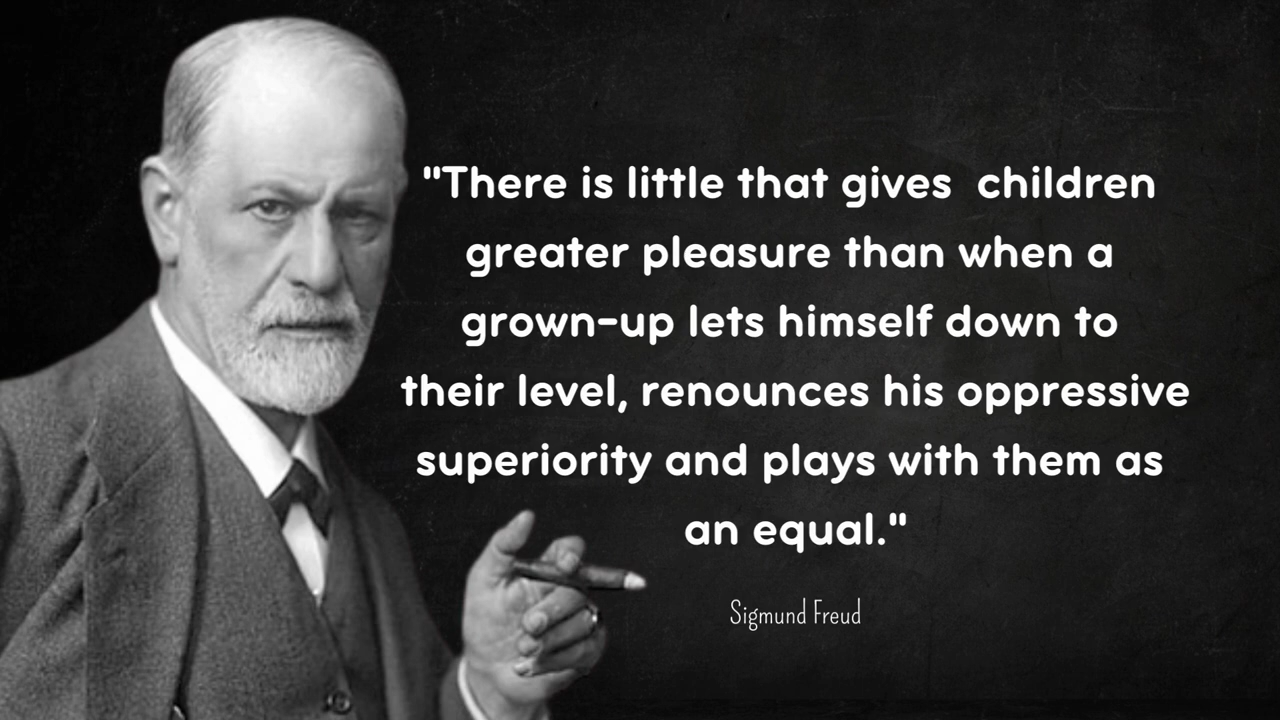 "There is little that gives  children
greater pleasure than when a
grown-up lets himself down to
their level, renounces his oppressive
superiority and plays with them as
an equal."
Sigmund Freud